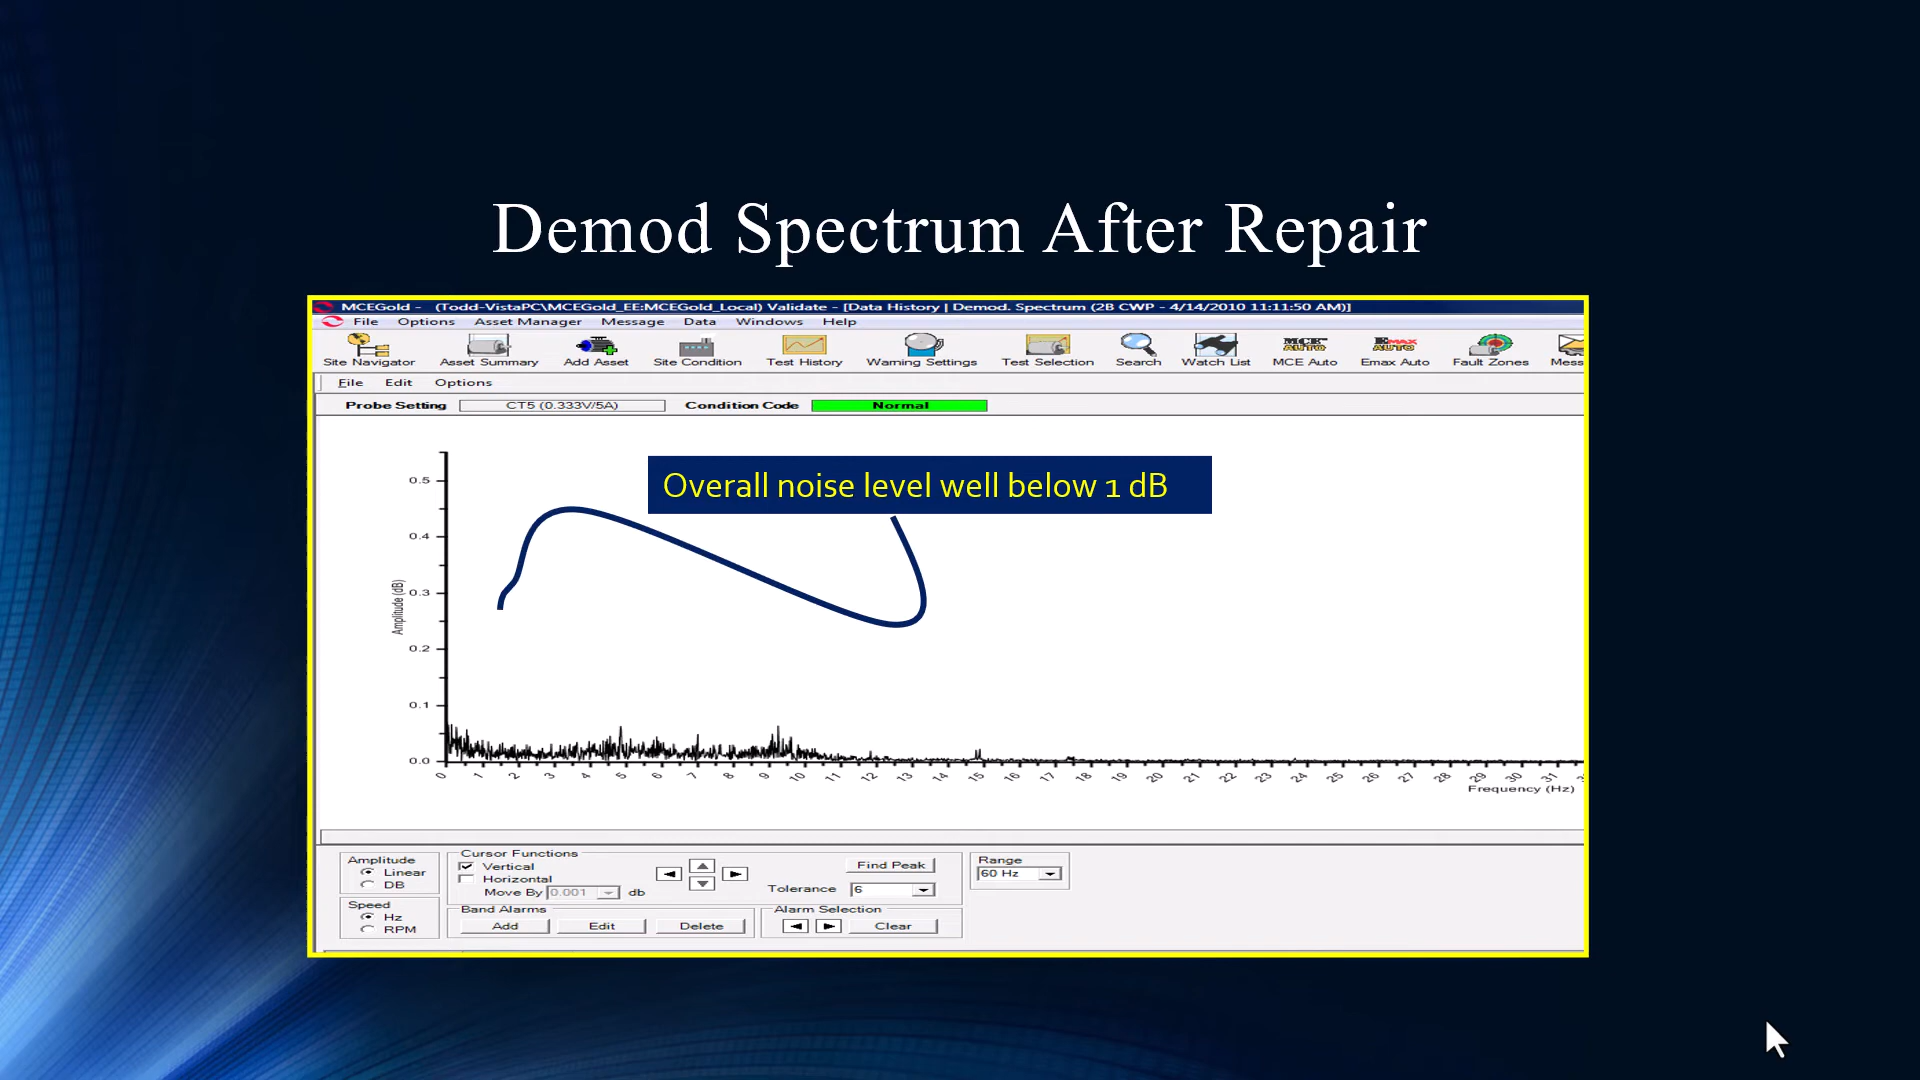 Demod Spectrum After Repair
MCEGold - (Todd-VistaPC\MCEGold_EE:MCEGold_Local) Validate - [Data History | Demod. Spectrum (2B CWP - 4/14/2010 11:11:50 AM)]
File Options Asset Manager Message Data Windows Help
Site Navigator Asset Summary Add Asset Site Condition Test History Warning Settings Test Selection Search Watch List MCE Auto Emax Auto Fault Zones Mess
File Edit Options
Probe Setting CT5 (0.333V/5A) Condition Code Normal
Overall noise level well below 1 dB
Amplitude (dB)
0.5
0.4
0.3
0.2
0.1
0.0
0 1 2 3 4 5 6 7 8 9 10 11 12 13 14 15 16 17 18 19 20 21 22 23 24 25 26 27 28 29 30 31
Frequency (Hz)
Amplitude
Linear
DB
Speed
Hz
RPM
Cursor Functions
Vertical
Horizontal
Move By 0.001 db
Find Peak
Tolerance 6
Band Alarms
Add Edit Delete
Alarm Selection
Clear
Range
60 Hz